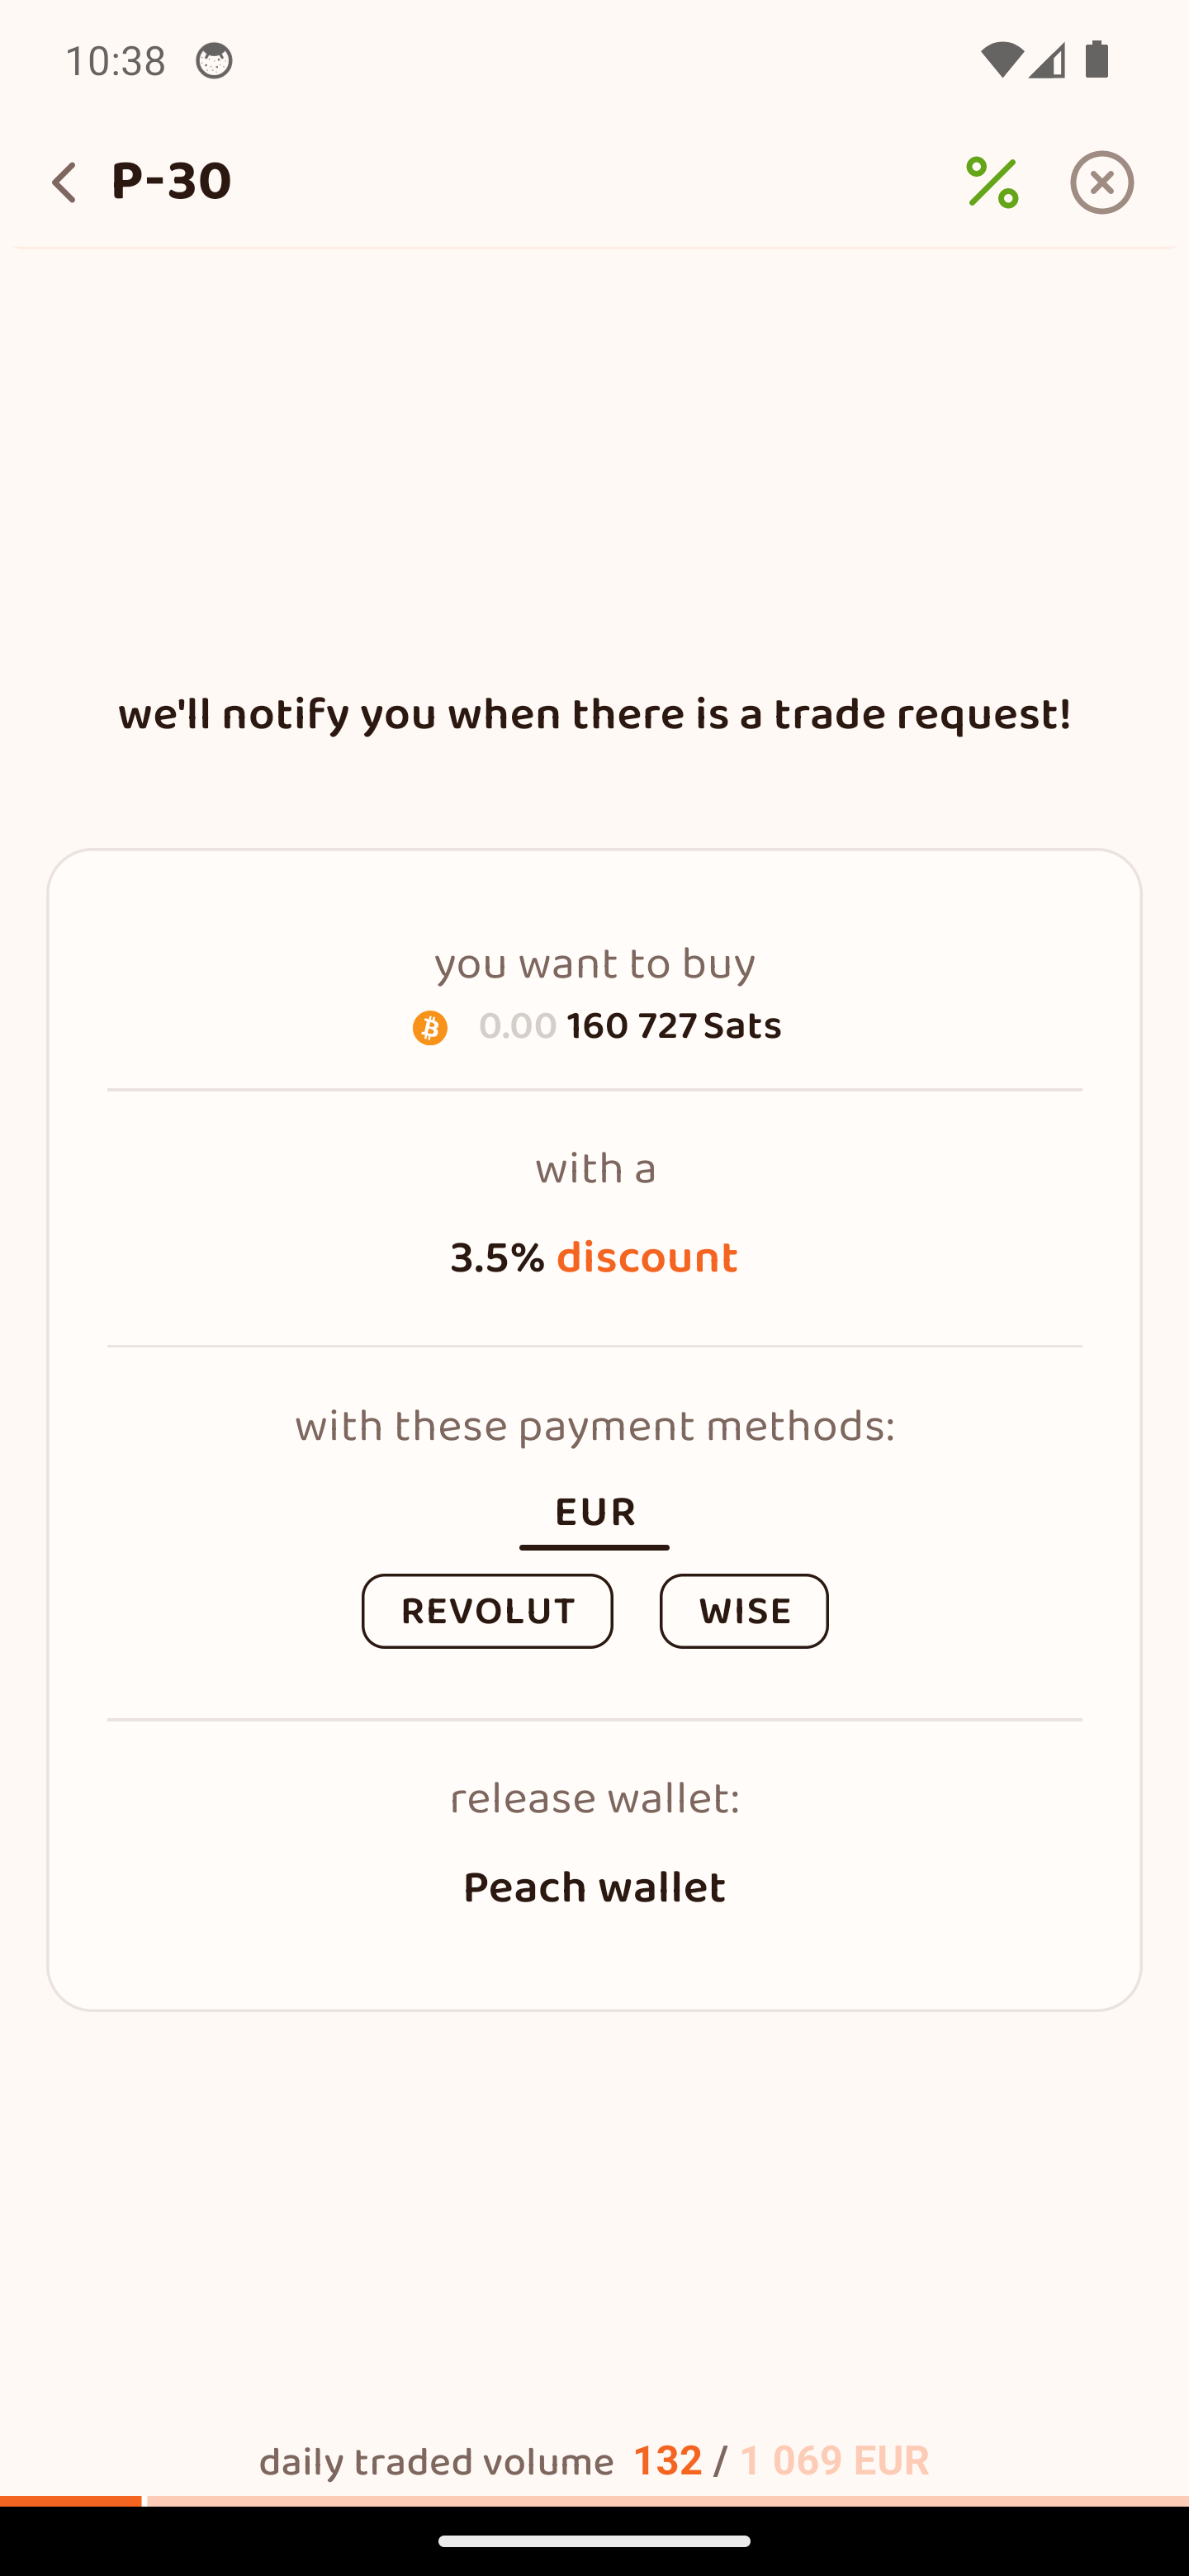 10:38
P-30
we'll notify you when there is a trade request!
you want to buy
0.00 160 727 Sats
with a
3.5% discount
with these payment methods:
EUR
REVOLUT WISE
release wallet:
Peach wallet
daily traded volume 132 / 1 069 EUR